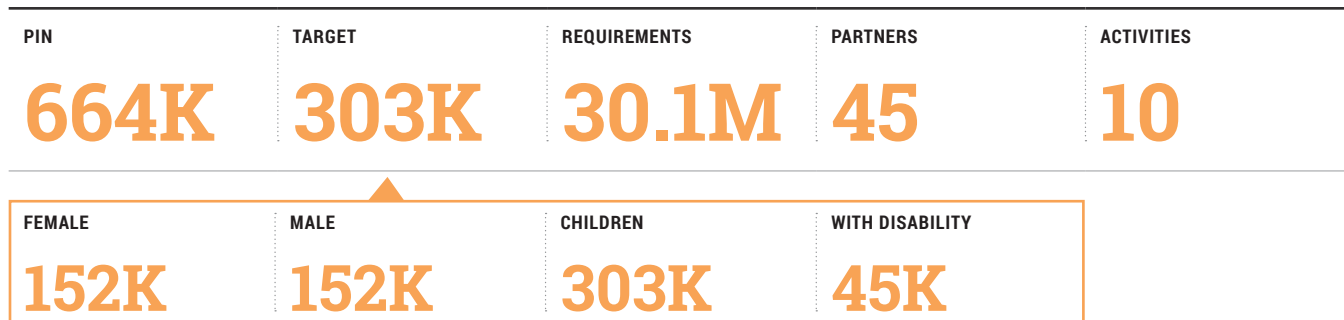 PIN TARGET REQUIREMENTS PARTNERS ACTIVITIES
664K 303K 30.1M 45 10
FEMALE MALE CHILDREN WITH DISABILITY
152K 152K 303K 45K